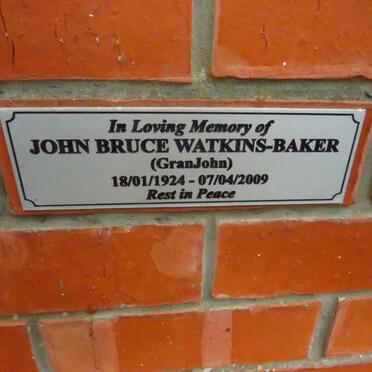 In Loving Memory of
JOHN BRUCE WATKINS-BAKER
(GranJohn)
18/01/1924 - 07/04/2009
Rest in Peace